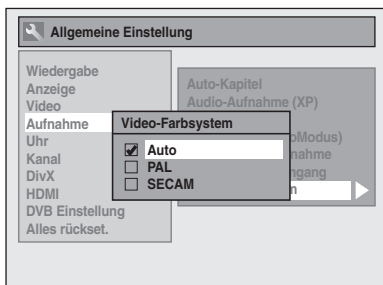 Allgemeine Einstellung
Wiedergabe
Anzeige
Video
Aufnahme
Uhr
Kanal
DivX
HDMI
DVB Einstellung
Alles rückset.
Auto-Kapitel
Audio-Aufnahme (XP)
Video-Farbsystem
Auto
PAL
SECAM